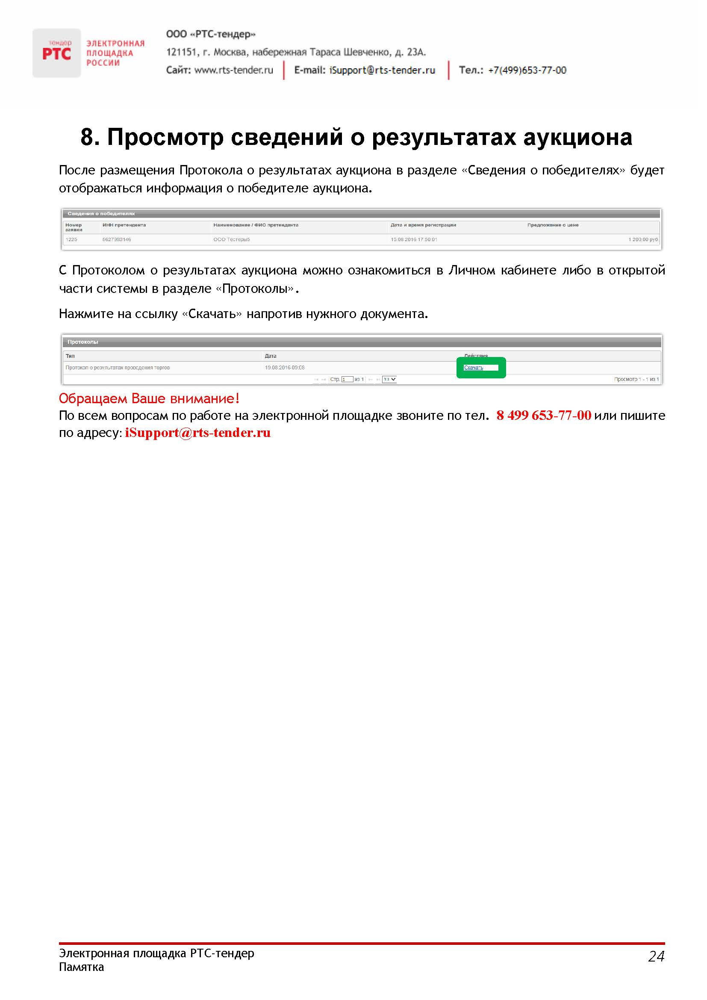 тендер
РТС
ЭЛЕКТРОННАЯ
ПЛОЩАДКА
РОССИИ
ООО «РТС-тендер»
121151, г. Москва, набережная Тараса Шевченко, д. 23А.
Сайт: www.rts-tender.ru E-mail: iSupport@rts-tender.ru Тел.: +7(499)653-77-00
8. Просмотр сведений о результатах аукциона
После размещения Протокола о результатах аукциона в разделе «Сведения о победителях» будет
отображаться информация о победителе аукциона.
Сведения о победителях
Номер заявки ИНН претендента Наименование / ФИО претендента Дата и время регистрации Предложение о цене
1225 8627983146 ООО Тестеры5 15.08.2016 17:50:01 1 200,00 руб.
С Протоколом о результатах аукциона можно ознакомиться в Личном кабинете либо в открытой
части системы в разделе «Протоколы».
Нажмите на ссылку «Скачать» напротив нужного документа.
Протоколы
Тип Дата Действия
Протокол о результатах проведения торгов 19.08.2016 09:08 Скачать
Стр. 1 из 1 10 Просмотр 1 - 1 из 1
Обращаем Ваше внимание!
По всем вопросам по работе на электронной площадке звоните по тел. 8 499 653-77-00 или пишите
по адресу: iSupport@rts-tender.ru
Электронная площадка РТС-тендер
Памятка
24